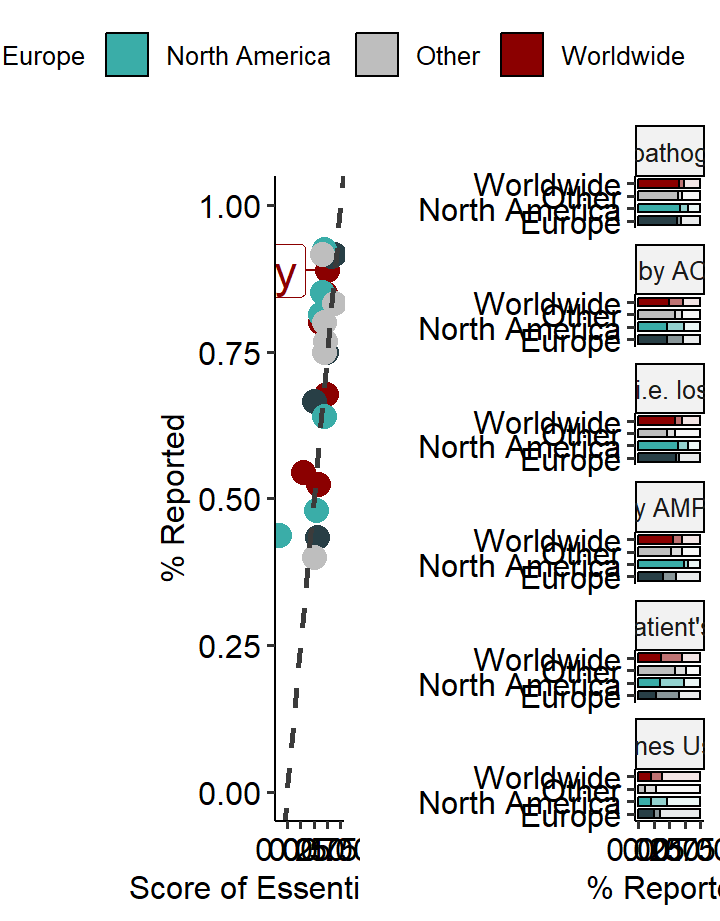 Europe North America Other Worldwide
1.00
0.75
0.50
0.25
0.00
% Reported
y
Score of Essenti
pathog
Worldwide
Other
North America
Europe
by AC
Worldwide
Other
North America
Europe
i.e. los
Worldwide
Other
North America
Europe
y AMF
Worldwide
Other
North America
Europe
atient's
Worldwide
Other
North America
Europe
nes Us
Worldwide
Other
North America
Europe
% Reporte